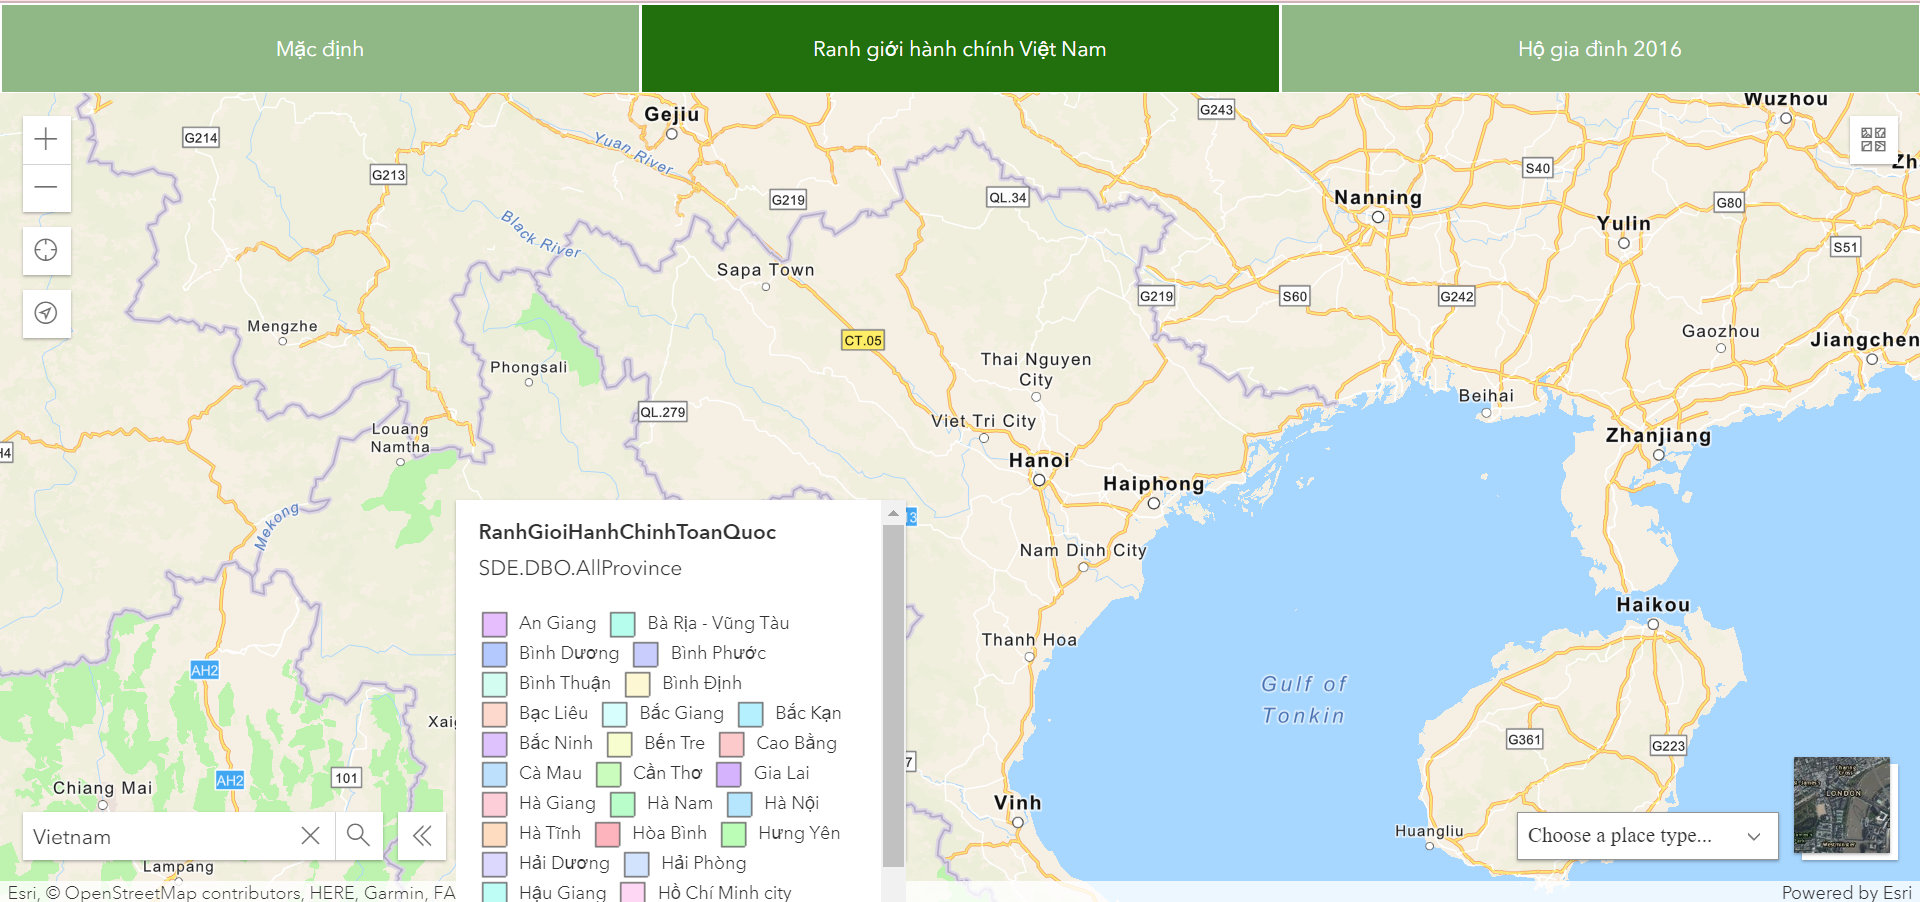 Mặc định
Ranh giới hành chính Việt Nam
Hộ gia đình 2016
Wuzhou
G243
Gejiu
G214
Yuan River
S40
Zh
G213
G219
QL.34
Nanning
G80
Yulin
Black River
S51
Sapa Town
G219
S60
G242
Mengzhe
CT.05
Gaozhou
Jiangchen
Thai Nguyen
City
Phongsali
Beihai
QL.279
Viet Tri City
Louang
Namtha
Zhanjiang
H4
Hanoi
Haiphong
Mekong
13
RanhGioiHanhChinhToanQuoc
SDE.DBO.AllProvince
Nam Dinh City
Haikou
An Giang
Bà Rịa - Vũng Tàu
Thanh Hoa
Bình Dương
Bình Phước
AH2
Bình Thuận
Bình Định
Gulf of
Tonkin
Bạc Liêu
Bắc Giang
Bắc Kạn
Xaig
Bắc Ninh
Bến Tre
Cao Bằng
G361
G223
7
Cà Mau
Cần Thơ
Gia Lai
AH2
101
Chiang Mai
Hà Giang
Hà Nam
Hà Nội
Vinh
LONDON
Hà Tĩnh
Hòa Bình
Hưng Yên
Vietnam
Huangliu
Choose a place type...
Westminster
Hải Dương
Hải Phòng
Lampang
Hậu Giang
Hồ Chí Minh city
Esri, © OpenStreetMap contributors, HERE, Garmin, FA
Powered by Esri